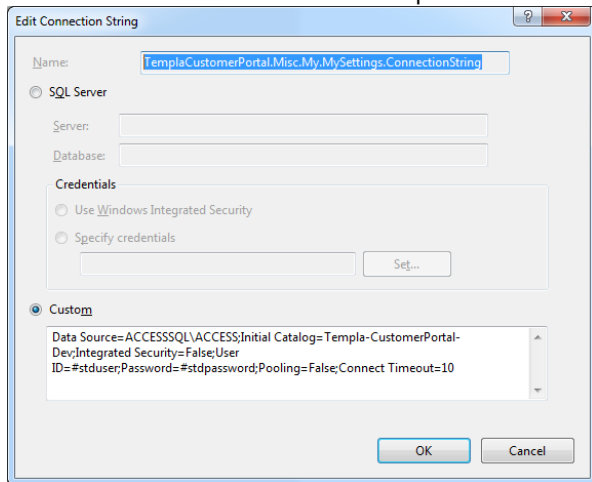 Edit Connection String
Name: TemplaCustomerPortal.Misc.My.MySettings.ConnectionString
SQL Server
Server:
Database:
Credentials
Use Windows Integrated Security
Specify credentials
Set...
Custom
Data Source=ACCESSSQL\ACCESS;Initial Catalog=Templa-CustomerPortal-
Dev;Integrated Security=False;User
ID=#stduser;Password=#stdpassword;Pooling=False;Connect Timeout=10
OK Cancel